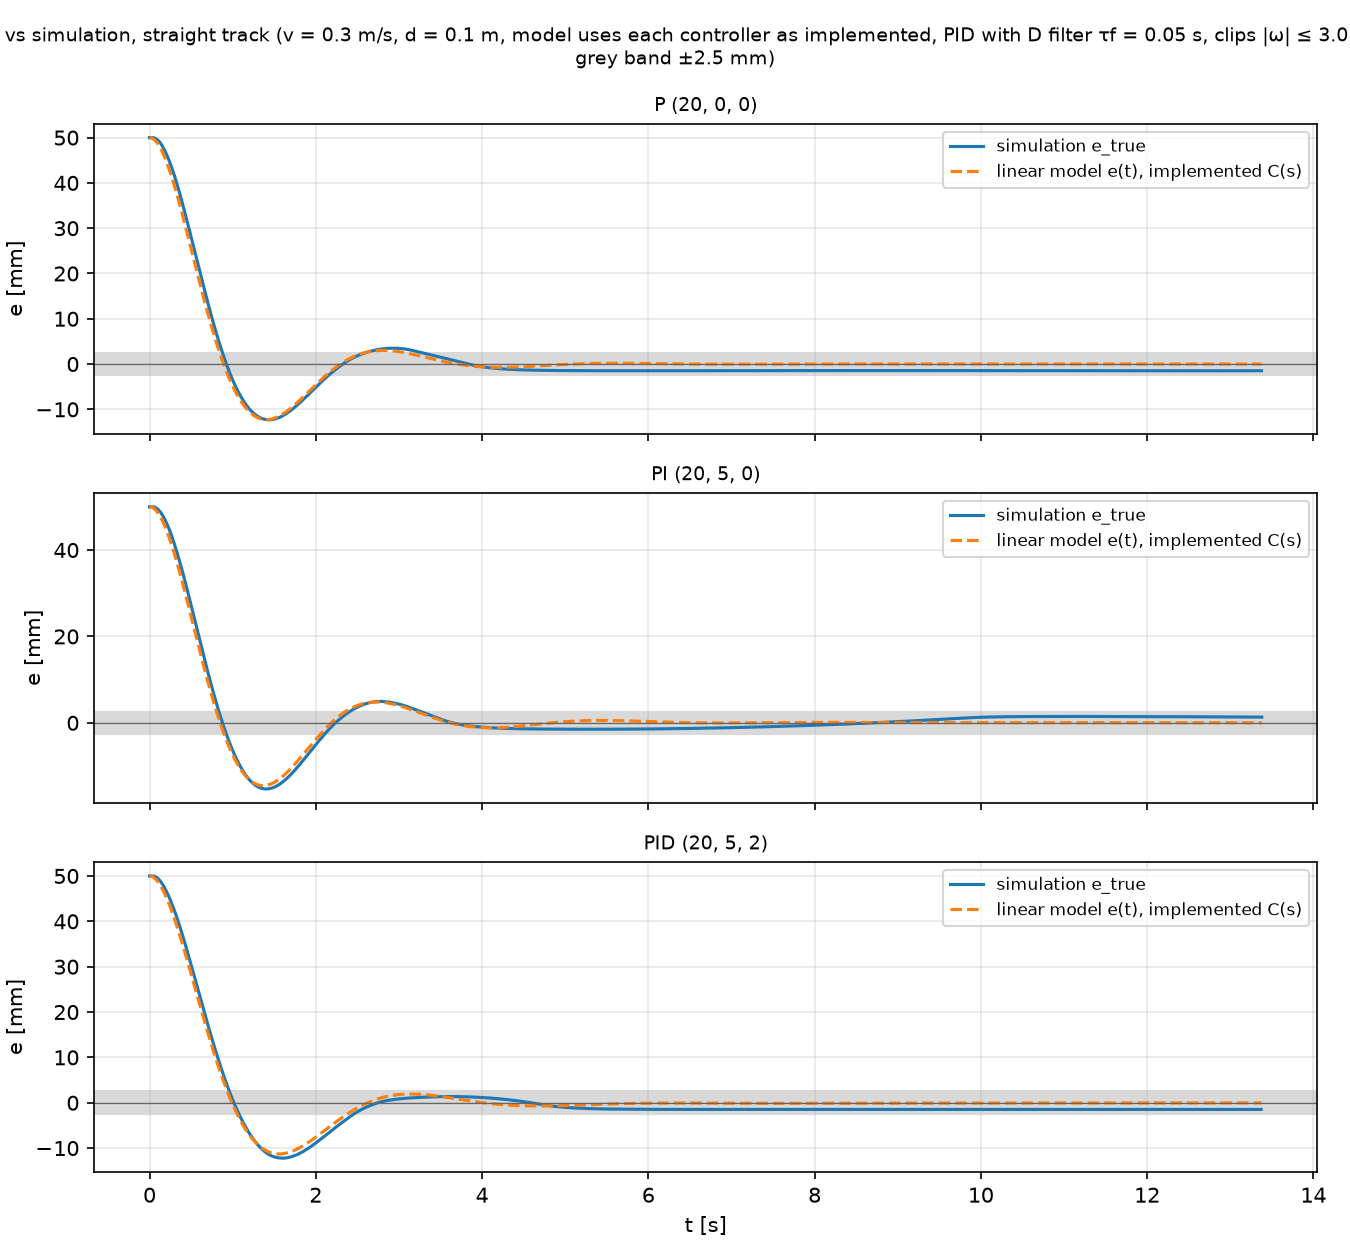 vs simulation, straight track (v = 0.3 m/s, d = 0.1 m, model uses each controller as implemented, PID with D filter τf = 0.05 s, clips |ω| ≤ 3.0
grey band ±2.5 mm)
P (20, 0, 0)
50
40
30
20
10
0
−10
e [mm]
simulation e_true
linear model e(t), implemented C(s)
PI (20, 5, 0)
40
20
0
e [mm]
simulation e_true
linear model e(t), implemented C(s)
PID (20, 5, 2)
50
40
30
20
10
0
−10
e [mm]
simulation e_true
linear model e(t), implemented C(s)
0 2 4 6 8 10 12 14
t [s]